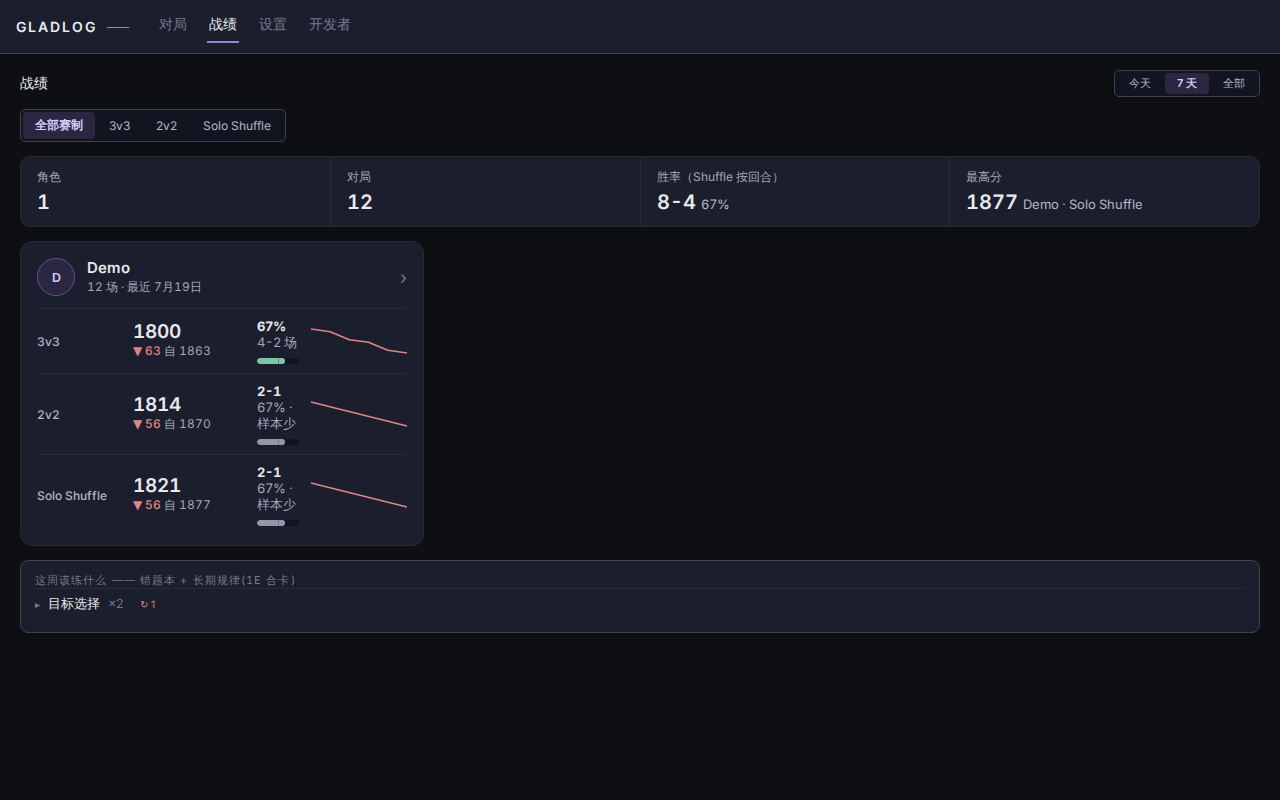 GLADLOG 对局 战绩 设置 开发者
战绩
今天 7 天 全部
全部赛制 3v3 2v2 Solo Shuffle
角色 对局 胜率（Shuffle 按回合） 最高分
1 12 8-4 67% 1877 Demo · Solo Shuffle
D
Demo
12 场 · 最近 7月19日
›
3v3
1800
▼ 63 自 1863
67%
4-2 场
2v2
1814
▼ 56 自 1870
2-1
67% ·
样本少
Solo Shuffle
1821
▼ 56 自 1877
2-1
67% ·
样本少
这周该练什么 —— 错题本 + 长期规律(1E 合卡)
▸ 目标选择 ×2 ↻ 1